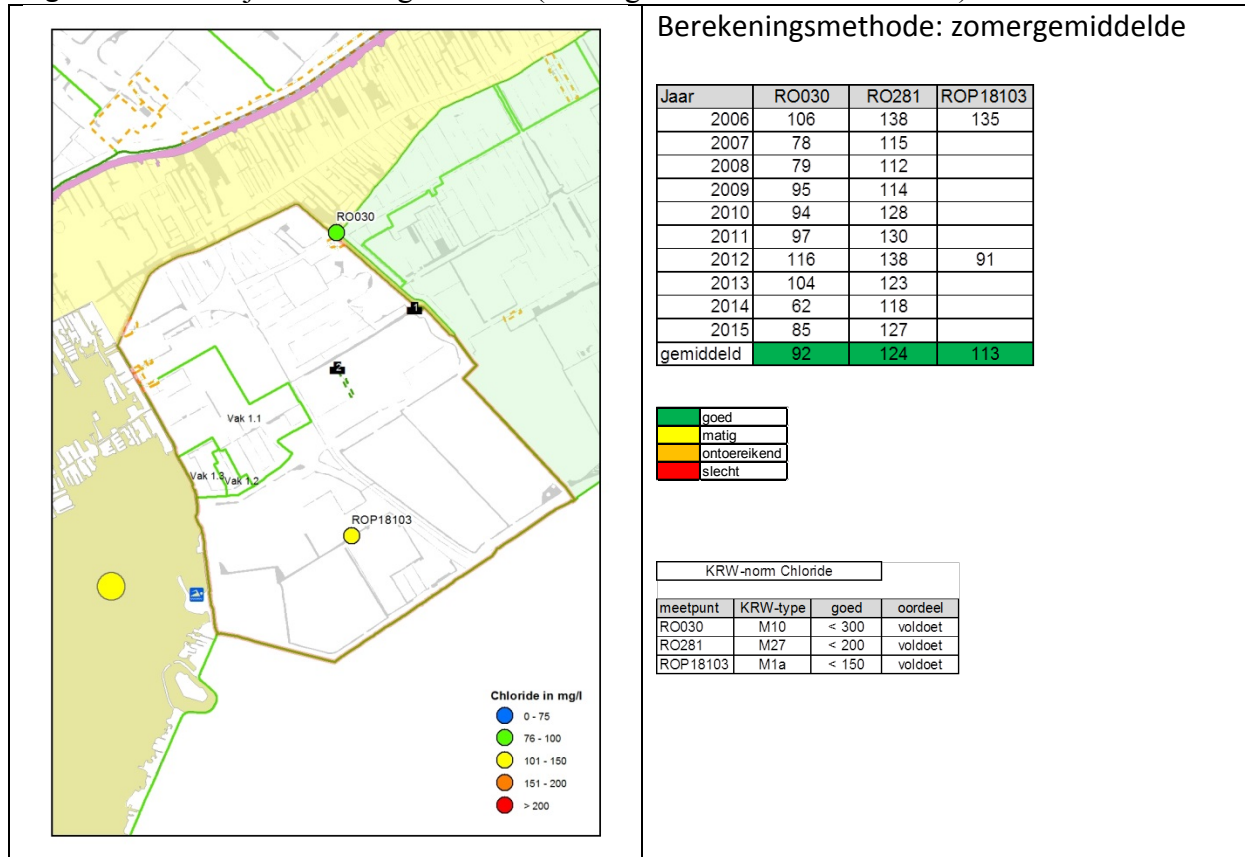 Berekeningsmethode: zomergemiddelde
RO030
1
2
Vak 1.1
Vak 1.3
Vak 1.2
ROP18103
Chloride in mg/l
0 - 75
76 - 100
101 - 150
151 - 200
> 200
Jaar RO030 RO281 ROP18103
2006 106 138 135
2007 78 115
2008 79 112
2009 95 114
2010 94 128
2011 97 130
2012 116 138 91
2013 104 123
2014 62 118
2015 85 127
gemiddeld 92 124 113
goed
matig
ontoereikend
slecht
KRW-norm Chloride
meetpunt KRW-type goed oordeel
RO030 M10 < 300 voldoet
RO281 M27 < 200 voldoet
ROP18103 M1a < 150 voldoet